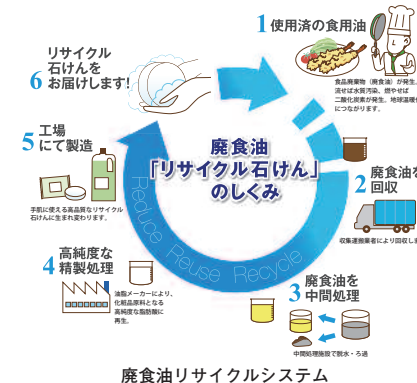 1 使用済の食用油
食品廃棄物（廃食油）が発生。
流せば水質汚染、燃やせば
二酸化炭素が発生。地球温暖
につながります。
廃食油を
2 回収
収集運搬業者により回収しま
廃食油を
3 中間処理
中間処理施設で脱水・ろ過
高純度な
4 精製処理
油脂メーカーにより、
化粧品原料となる
高純度な脂肪酸に
再生。
5 工場
にて製造
手肌に使える高品質なリサイクル
石けんに生まれ変わります。
リサイクル
石けんを
6 お届けします!
廃食油
「リサイクル石けん」
のしくみ
Reduce Reuse Recycle
廃食油リサイクルシステム